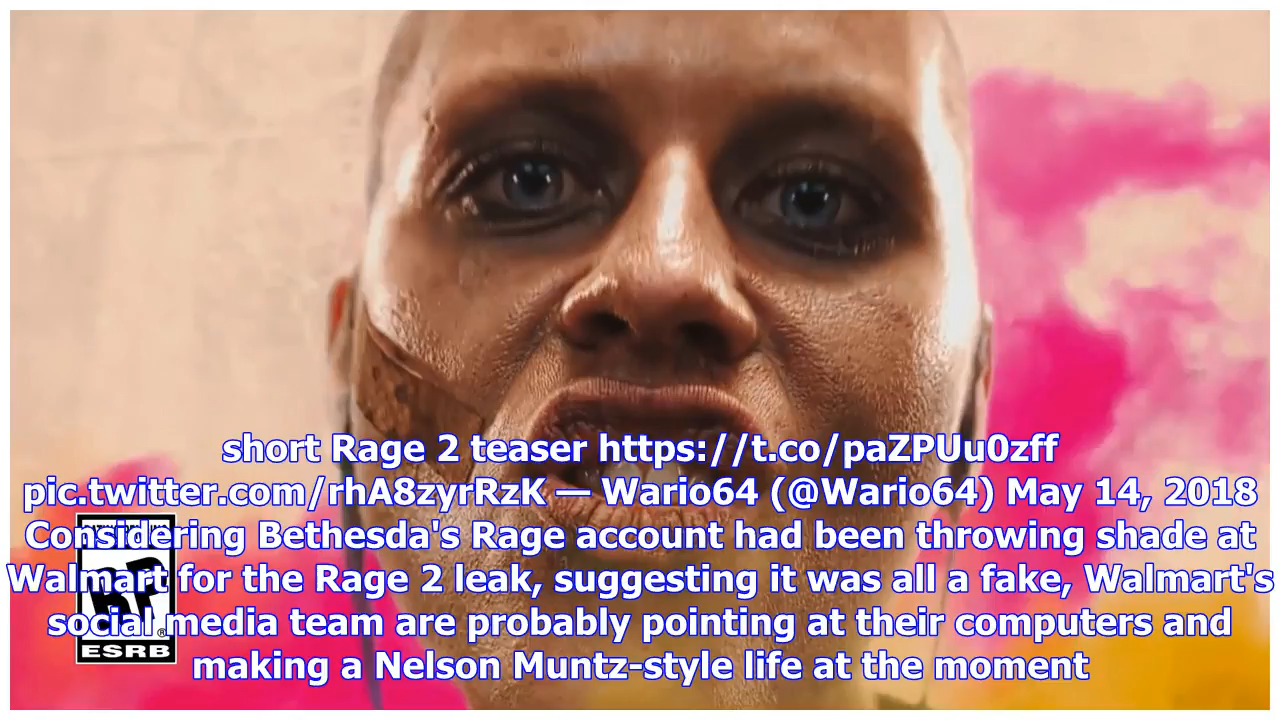 short Rage 2 teaser https://t.co/paZPUu0zff
pic.twitter.com/rhA8zyrRzK — Wario64 (@Wario64) May 14, 2018
Considering Bethesda's Rage account had been throwing shade at
Walmart for the Rage 2 leak, suggesting it was all a fake, Walmart's
social media team are probably pointing at their computers and
making a Nelson Muntz-style life at the moment
RP
®
ESRB